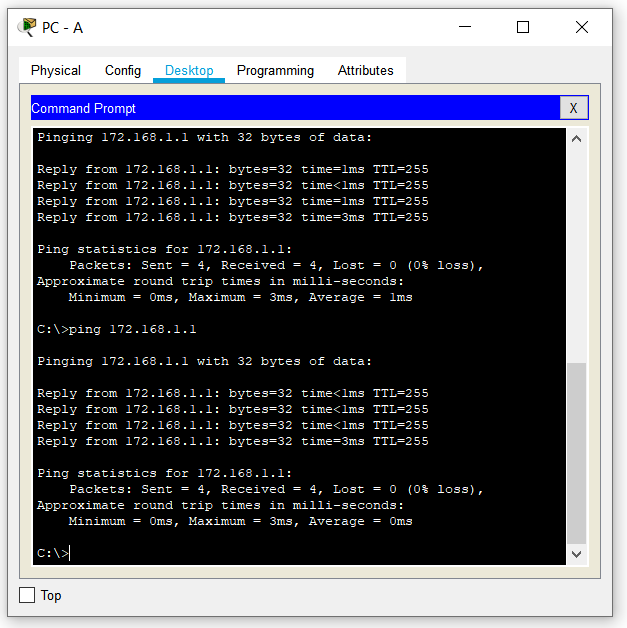 PC - A
Physical Config Desktop Programming Attributes
Command Prompt X
Pinging 172.168.1.1 with 32 bytes of data:
Reply from 172.168.1.1: bytes=32 time=1ms TTL=255
Reply from 172.168.1.1: bytes=32 time<1ms TTL=255
Reply from 172.168.1.1: bytes=32 time=1ms TTL=255
Reply from 172.168.1.1: bytes=32 time=3ms TTL=255
Ping statistics for 172.168.1.1:
Packets: Sent = 4, Received = 4, Lost = 0 (0% loss),
Approximate round trip times in milli-seconds:
Minimum = 0ms, Maximum = 3ms, Average = 1ms
C:\>ping 172.168.1.1
Pinging 172.168.1.1 with 32 bytes of data:
Reply from 172.168.1.1: bytes=32 time<1ms TTL=255
Reply from 172.168.1.1: bytes=32 time<1ms TTL=255
Reply from 172.168.1.1: bytes=32 time<1ms TTL=255
Reply from 172.168.1.1: bytes=32 time=3ms TTL=255
Ping statistics for 172.168.1.1:
Packets: Sent = 4, Received = 4, Lost = 0 (0% loss),
Approximate round trip times in milli-seconds:
Minimum = 0ms, Maximum = 3ms, Average = 0ms
C:\>
Top